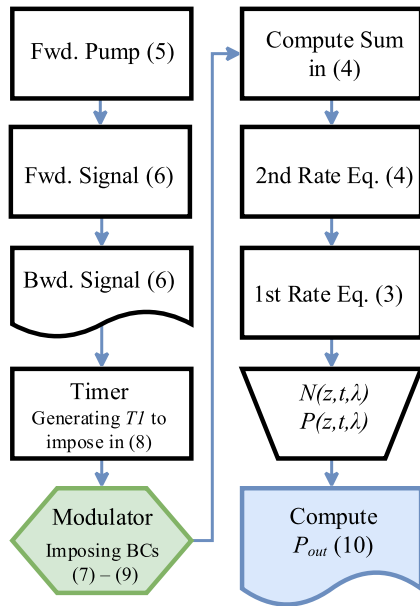 Fwd. Pump (5)
Fwd. Signal (6)
Bwd. Signal (6)
Timer
Generating T1 to
impose in (8)
Modulator
Imposing BCs
(7) – (9)
Compute Sum
in (4)
2nd Rate Eq. (4)
1st Rate Eq. (3)
N(z,t,λ)
P(z,t,λ)
Compute
Pout (10)